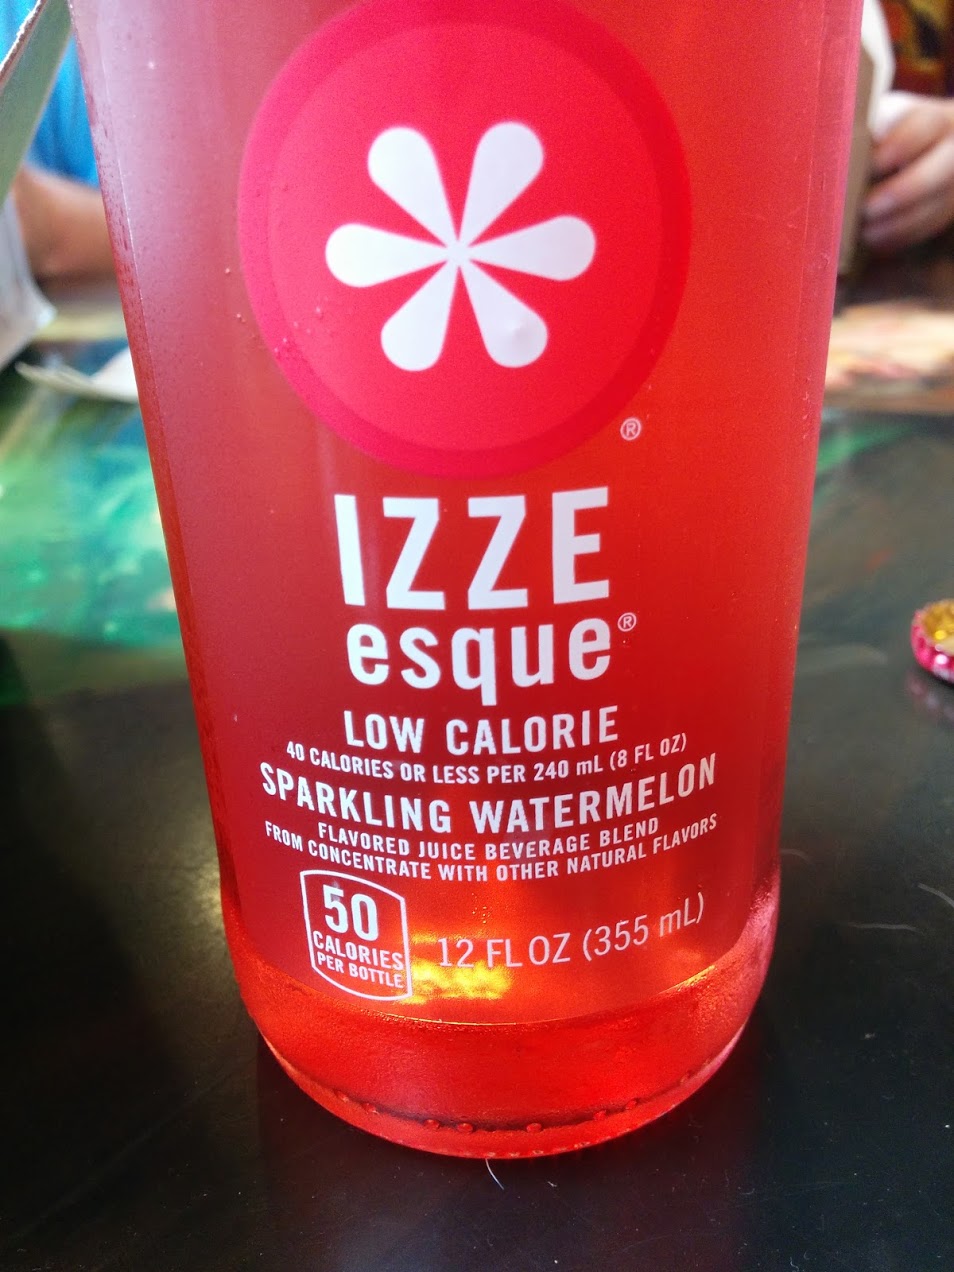 ®
IZZE
esque®
LOW CALORIE
40 CALORIES OR LESS PER 240 mL (8 FL OZ)
SPARKLING WATERMELON
FLAVORED JUICE BEVERAGE BLEND
FROM CONCENTRATE WITH OTHER NATURAL FLAVORS
50
CALORIES
PER BOTTLE
12 FL OZ (355 mL)